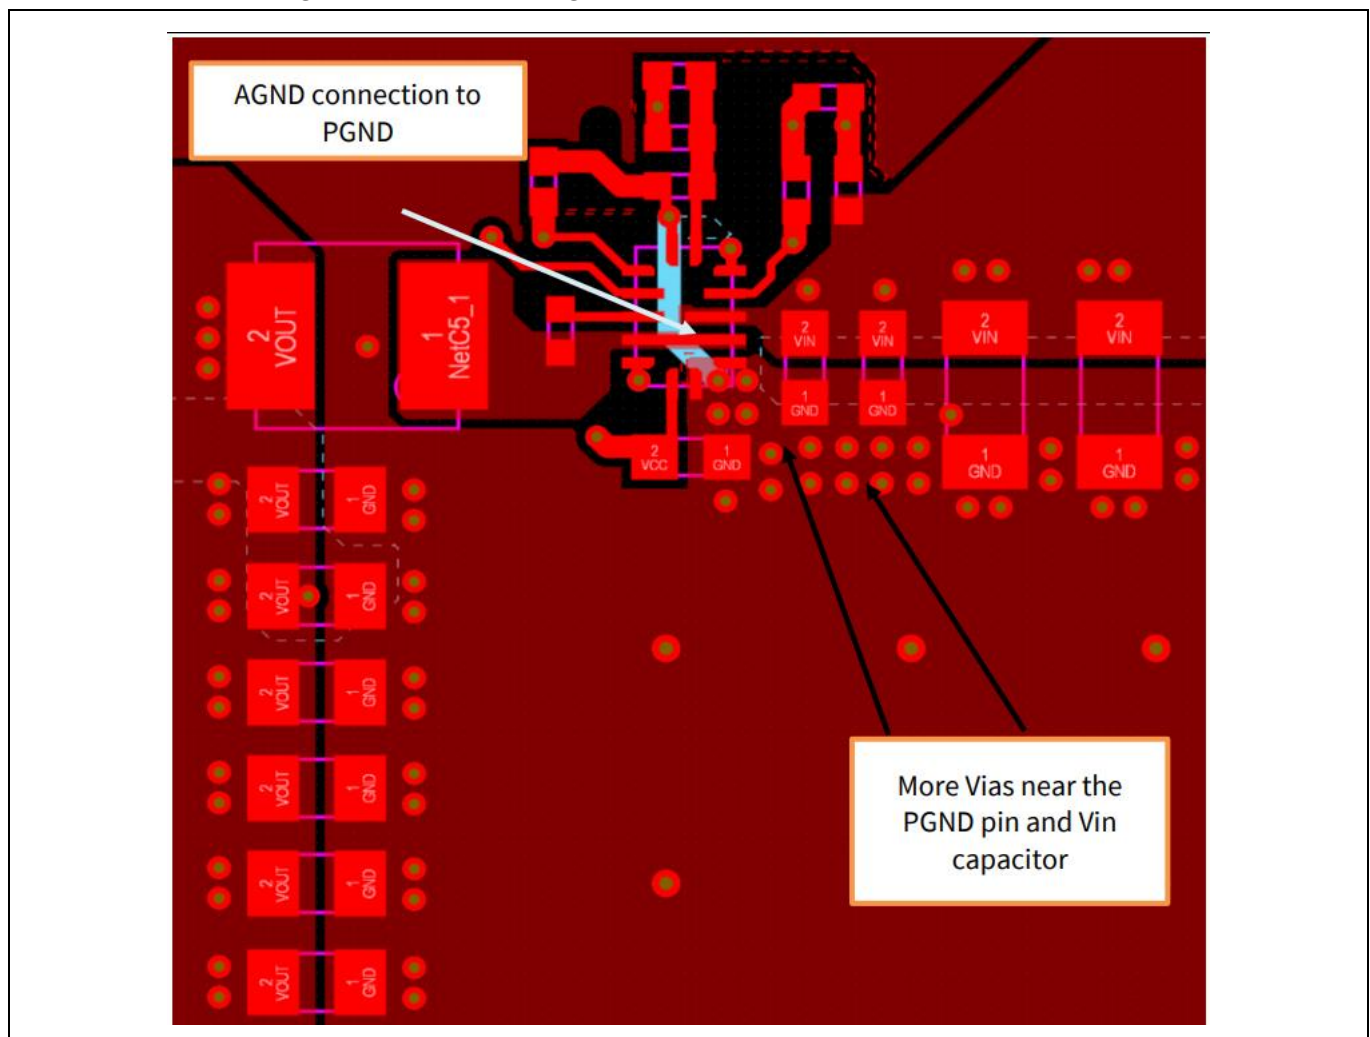 AGND connection to
PGND
2
VOUT
1
NetC5_1
2
VIN
1
GND
2
VIN
1
GND
2
VIN
1
GND
2
VIN
1
GND
2
VCC
1
GND
2
VOUT
1
GND
2
VOUT
1
GND
2
VOUT
1
GND
2
VOUT
1
GND
2
VOUT
1
GND
2
VOUT
1
GND
More Vias near the
PGND pin and Vin
capacitor